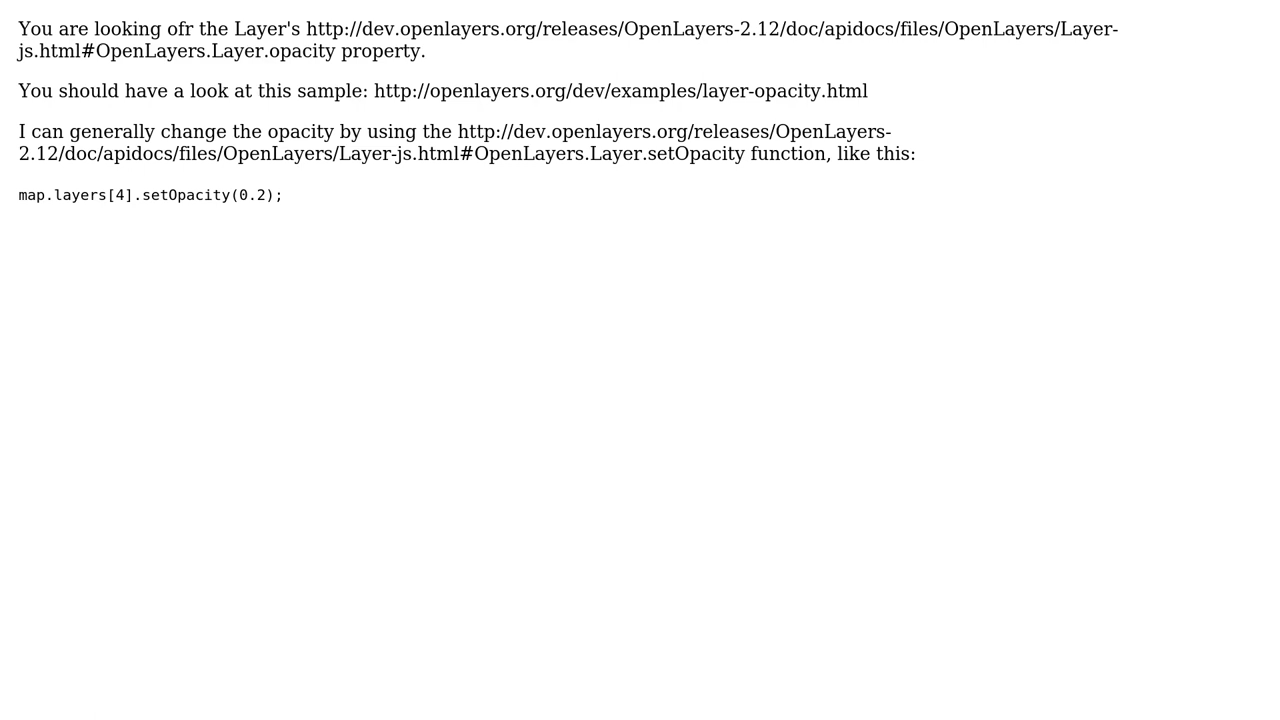 You are looking ofr the Layer's http://dev.openlayers.org/releases/OpenLayers-2.12/doc/apidocs/files/OpenLayers/Layer-
js.html#OpenLayers.Layer.opacity property.
You should have a look at this sample: http://openlayers.org/dev/examples/layer-opacity.html
I can generally change the opacity by using the http://dev.openlayers.org/releases/OpenLayers-
2.12/doc/apidocs/files/OpenLayers/Layer-js.html#OpenLayers.Layer.setOpacity function, like this:
map.layers[4].setOpacity(0.2);